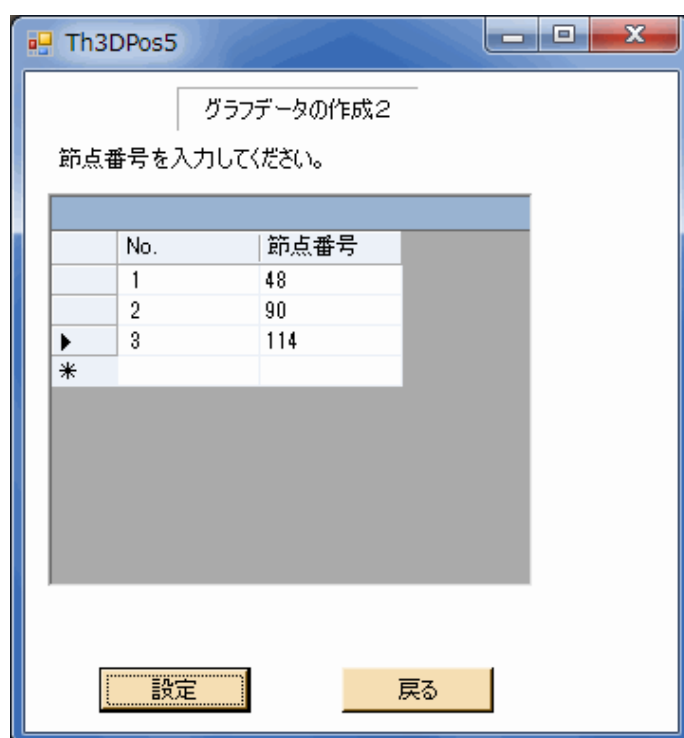 Th3DPos5
グラフデータの作成2
節点番号を入力してください。
No. 節点番号
1 48
2 90
3 114
設定 戻る